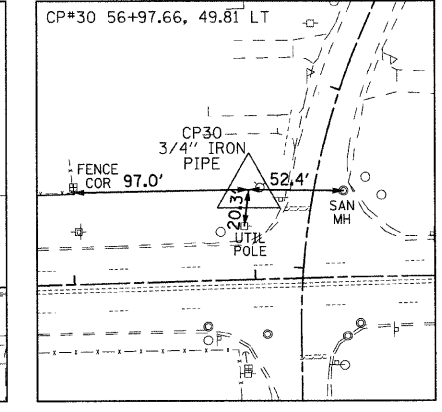 CP#30 56+97.66, 49.81 LT
CP30
3/4" IRON
PIPE
FENCE
COR
97.0'
52.4'
SAN
MH
20.3'
UTIL
POLE